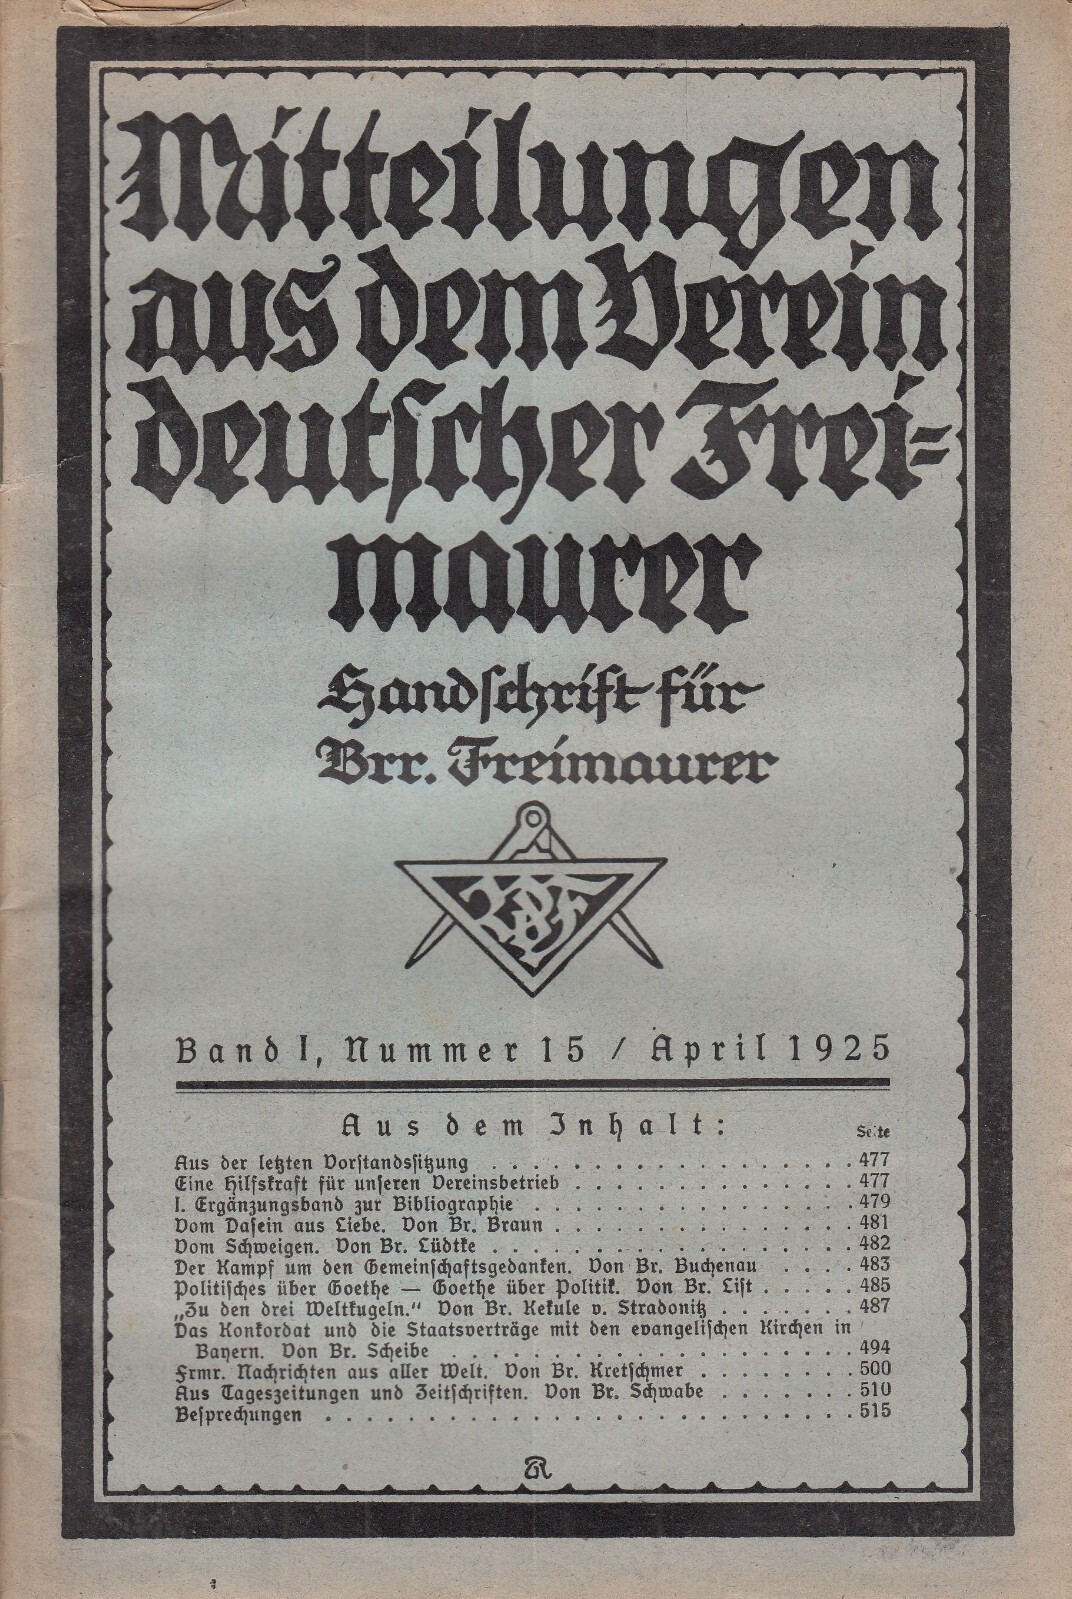 Mitteilungen
aus dem Verein
deutscher Frei-
maurer
Handschrift für
Brr. Freimaurer
VDF
Band I, Nummer 15 / April 1925
Aus dem Inhalt:
Seite
Aus der letzten Vorstandssitzung . . . . . . . . . . . . . . . . . . 477
Eine Hilfskraft für unseren Vereinsbetrieb . . . . . . . . . . . . . . 477
I. Ergänzungsband zur Bibliographie . . . . . . . . . . . . . . . . 479
Vom Dasein aus Liebe. Von Br. Braun . . . . . . . . . . . . . . . 481
Vom Schweigen. Von Br. Lüdtke . . . . . . . . . . . . . . . . . . 482
Der Kampf um den Gemeinschaftsgedanken. Von Br. Buchenau . . . . 483
Politisches über Goethe — Goethe über Politik. Von Br. List . . . . . 485
„Zu den drei Weltkugeln.“ Von Br. Kekule v. Stradonitz . . . . . . . 487
Das Konkordat und die Staatsverträge mit den evangelischen Kirchen in
Bayern. Von Br. Scheibe . . . . . . . . . . . . . . . . . . . . 494
Frmr. Nachrichten aus aller Welt. Von Br. Kretschmer . . . . . . . . 500
Aus Tageszeitungen und Zeitschriften. Von Br. Schwabe . . . . . . . 510
Besprechungen . . . . . . . . . . . . . . . . . . . . . . . . . . 515